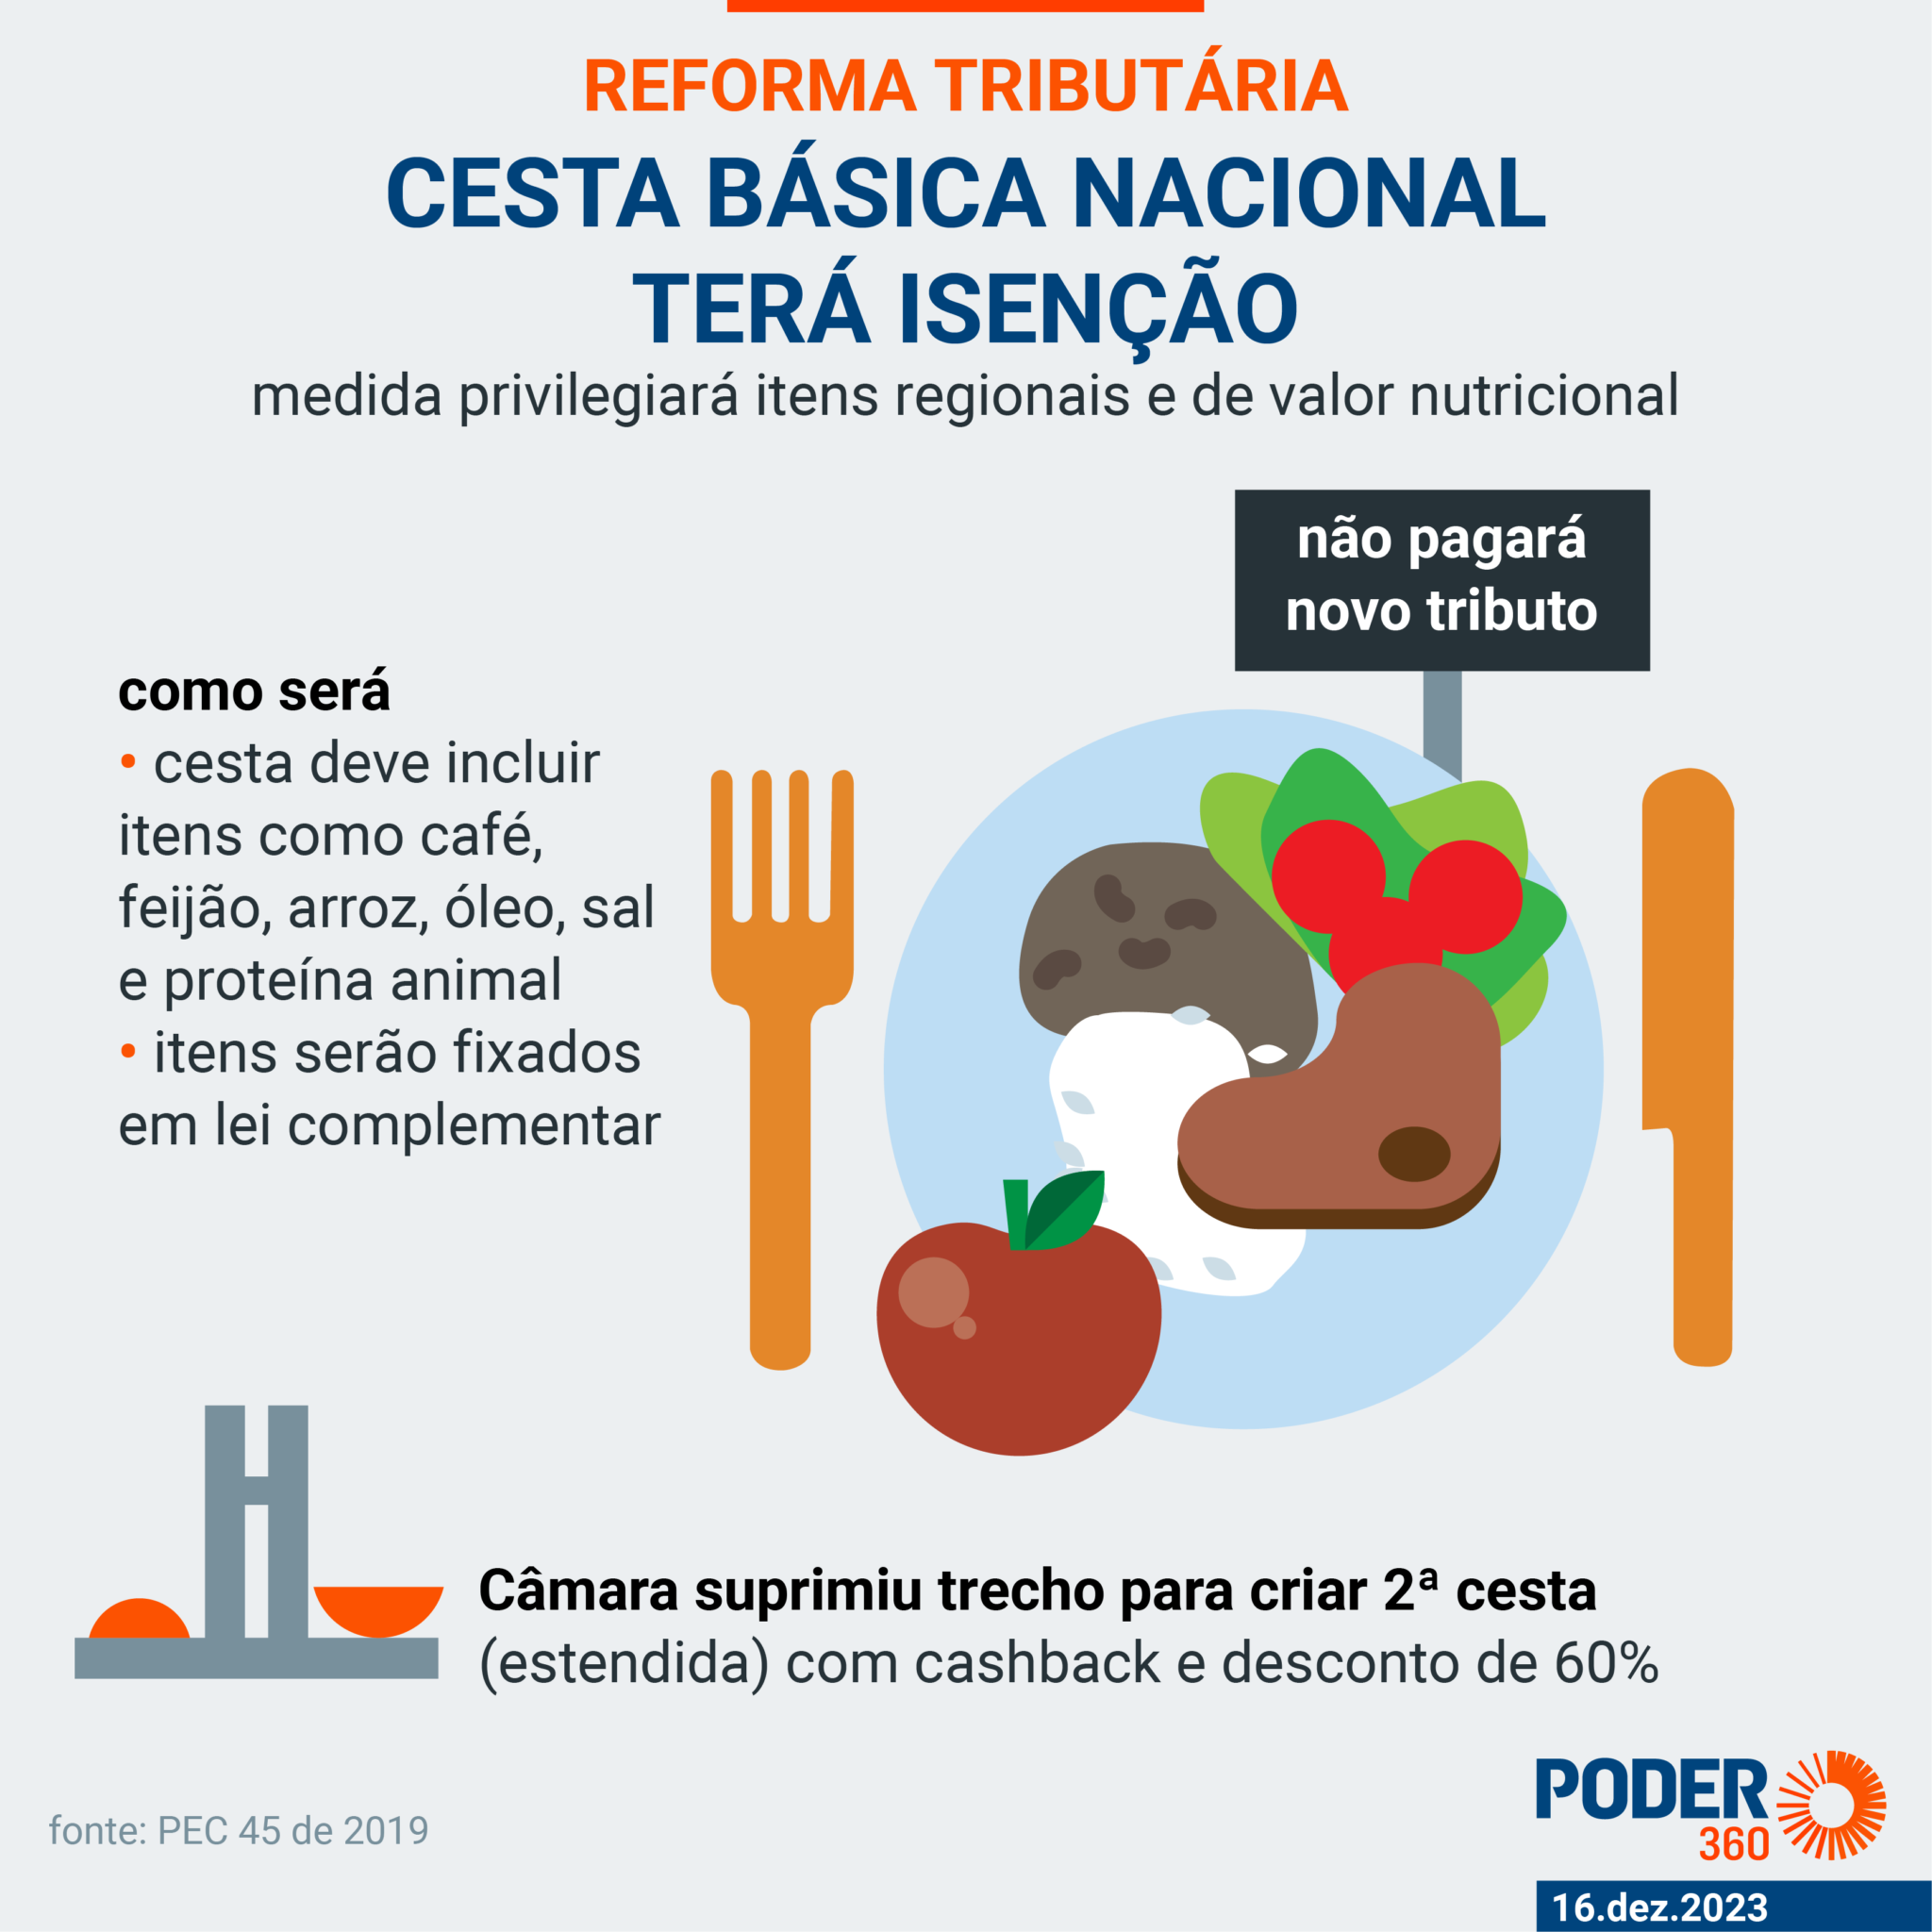 REFORMA TRIBUTÁRIA
CESTA BÁSICA NACIONAL
TERÁ ISENÇÃO
medida privilegiará itens regionais e de valor nutricional
não pagará
novo tributo
como será
• cesta deve incluir
itens como café,
feijão, arroz, óleo, sal
e proteína animal
• itens serão fixados
em lei complementar
Câmara suprimiu trecho para criar 2ª cesta
(estendida) com cashback e desconto de 60%
fonte: PEC 45 de 2019
PODER
360
16.dez.2023